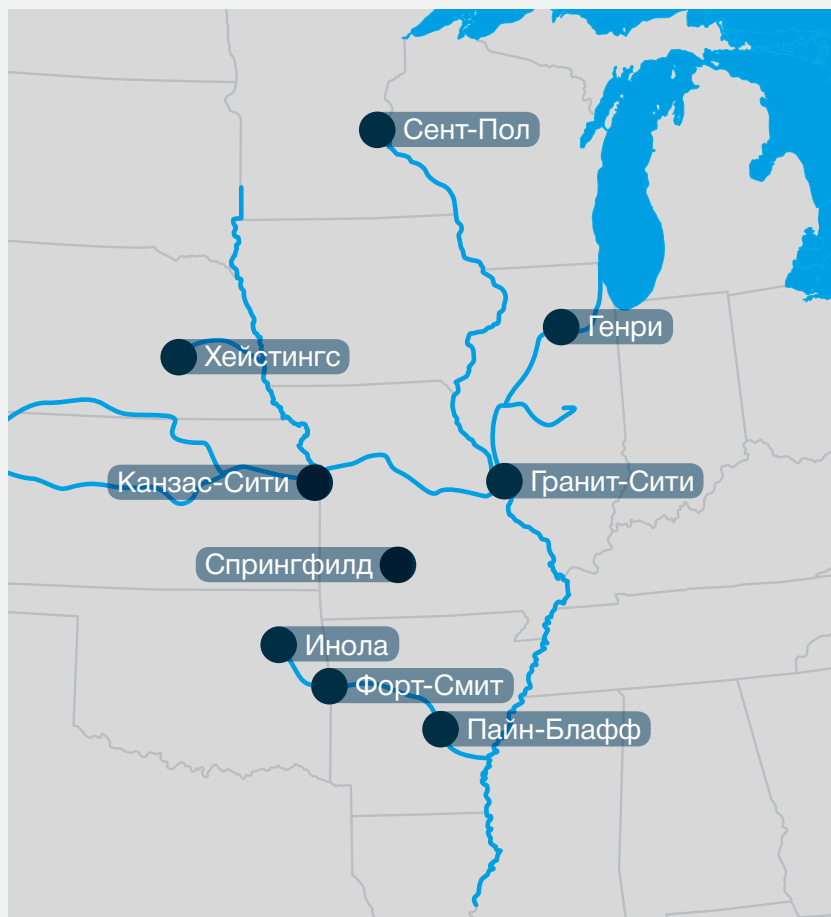 Сент-Пол
Генри
Хейстингс
Канзас-Сити
Гранит-Сити
Спрингфилд
Инола
Форт-Смит
Пайн-Блафф